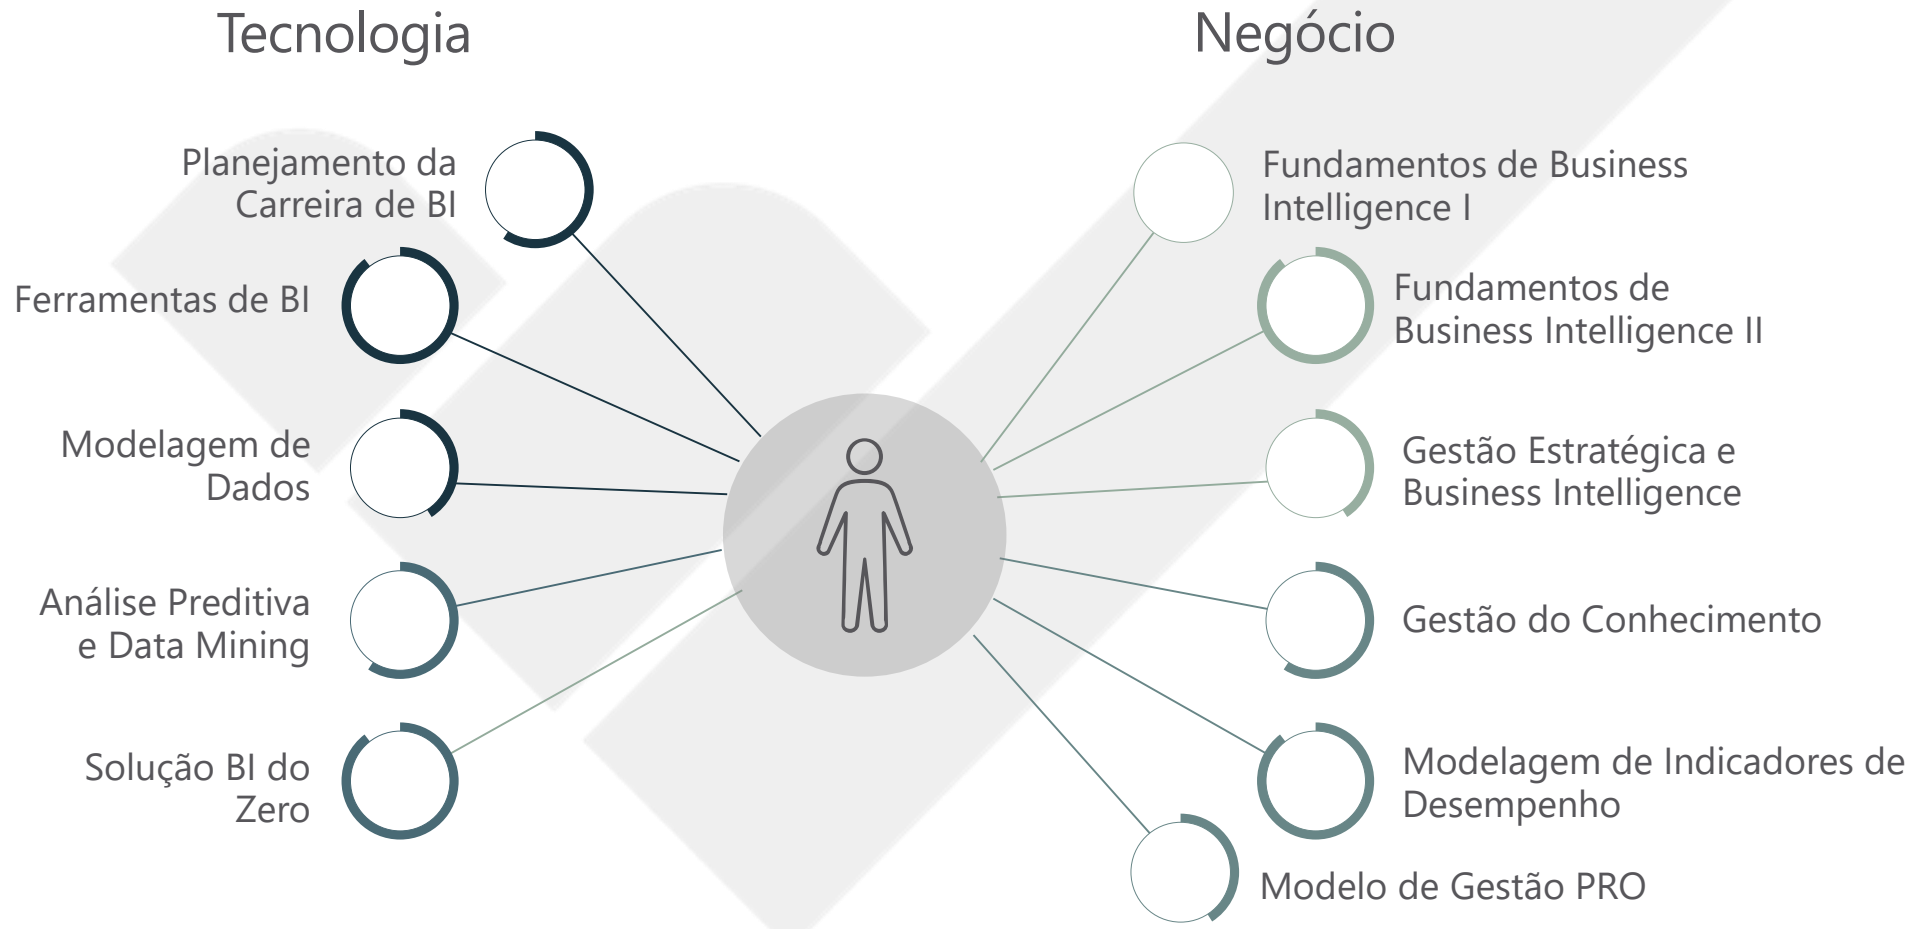 Tecnologia
Planejamento da
Carreira de BI
Ferramentas de BI
Modelagem de
Dados
Análise Preditiva
e Data Mining
Solução BI do
Zero
Negócio
Fundamentos de Business
Intelligence I
Fundamentos de
Business Intelligence II
Gestão Estratégica e
Business Intelligence
Gestão do Conhecimento
Modelagem de Indicadores de
Desempenho
Modelo de Gestão PRO